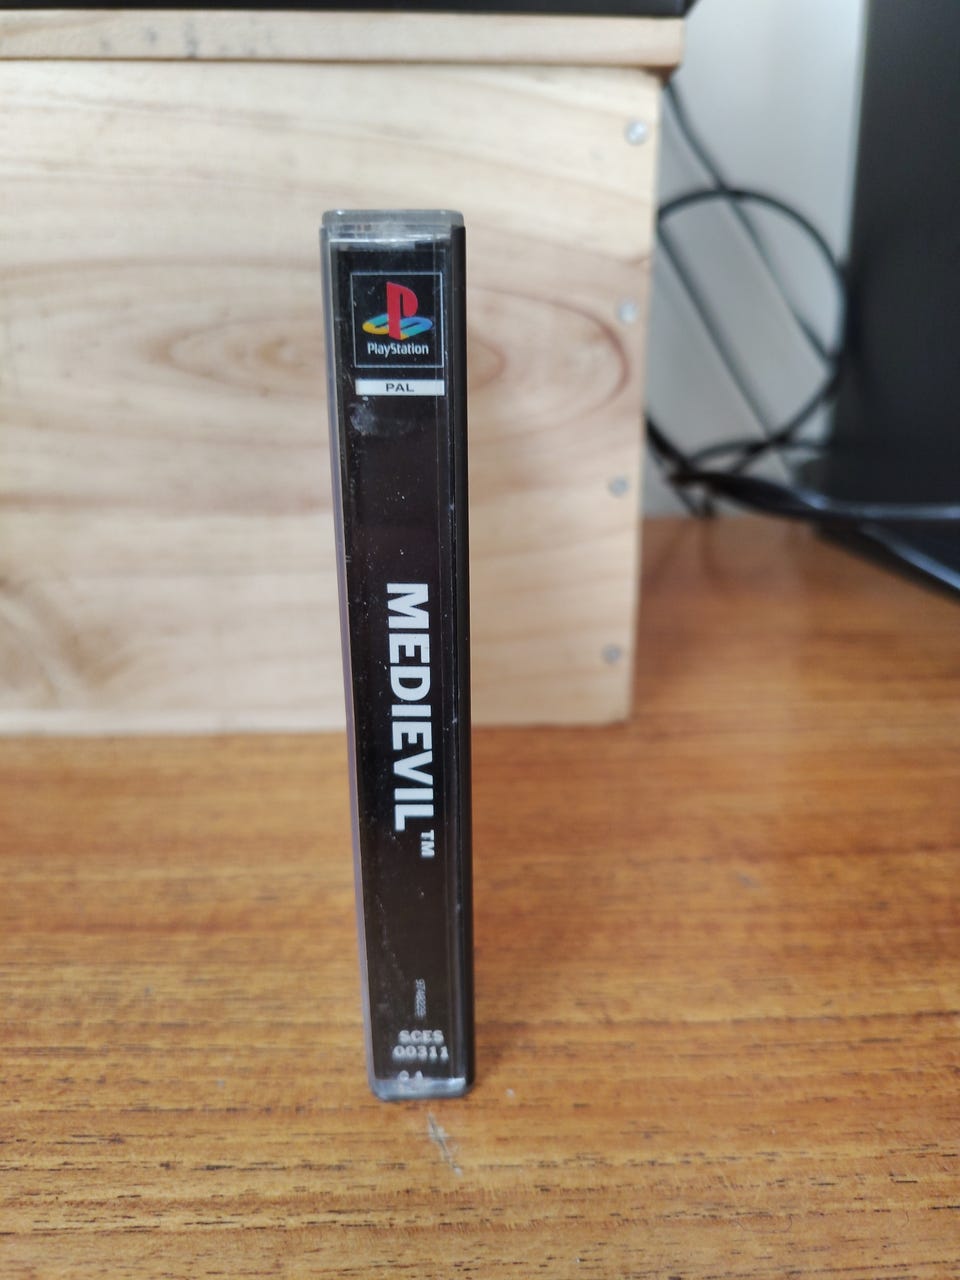 PlayStation
PAL
MEDIEVIL™
SCES
00311